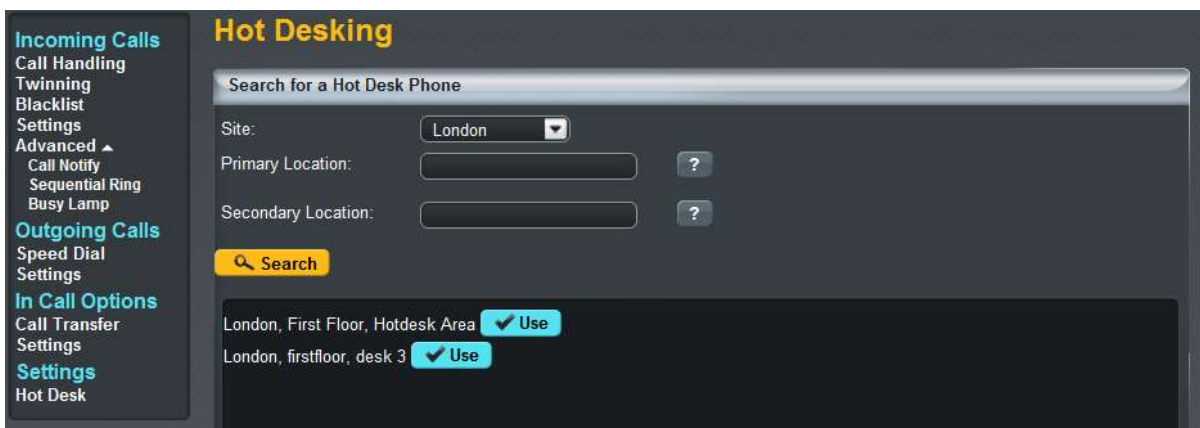 Incoming Calls
Call Handling
Twinning
Blacklist
Settings
Advanced
Call Notify
Sequential Ring
Busy Lamp
Outgoing Calls
Speed Dial
Settings
In Call Options
Call Transfer
Settings
Settings
Hot Desk
Hot Desking
Search for a Hot Desk Phone
Site: London
Primary Location: ?
Secondary Location: ?
Search
London, First Floor, Hotdesk Area Use
London, firstfloor, desk 3 Use